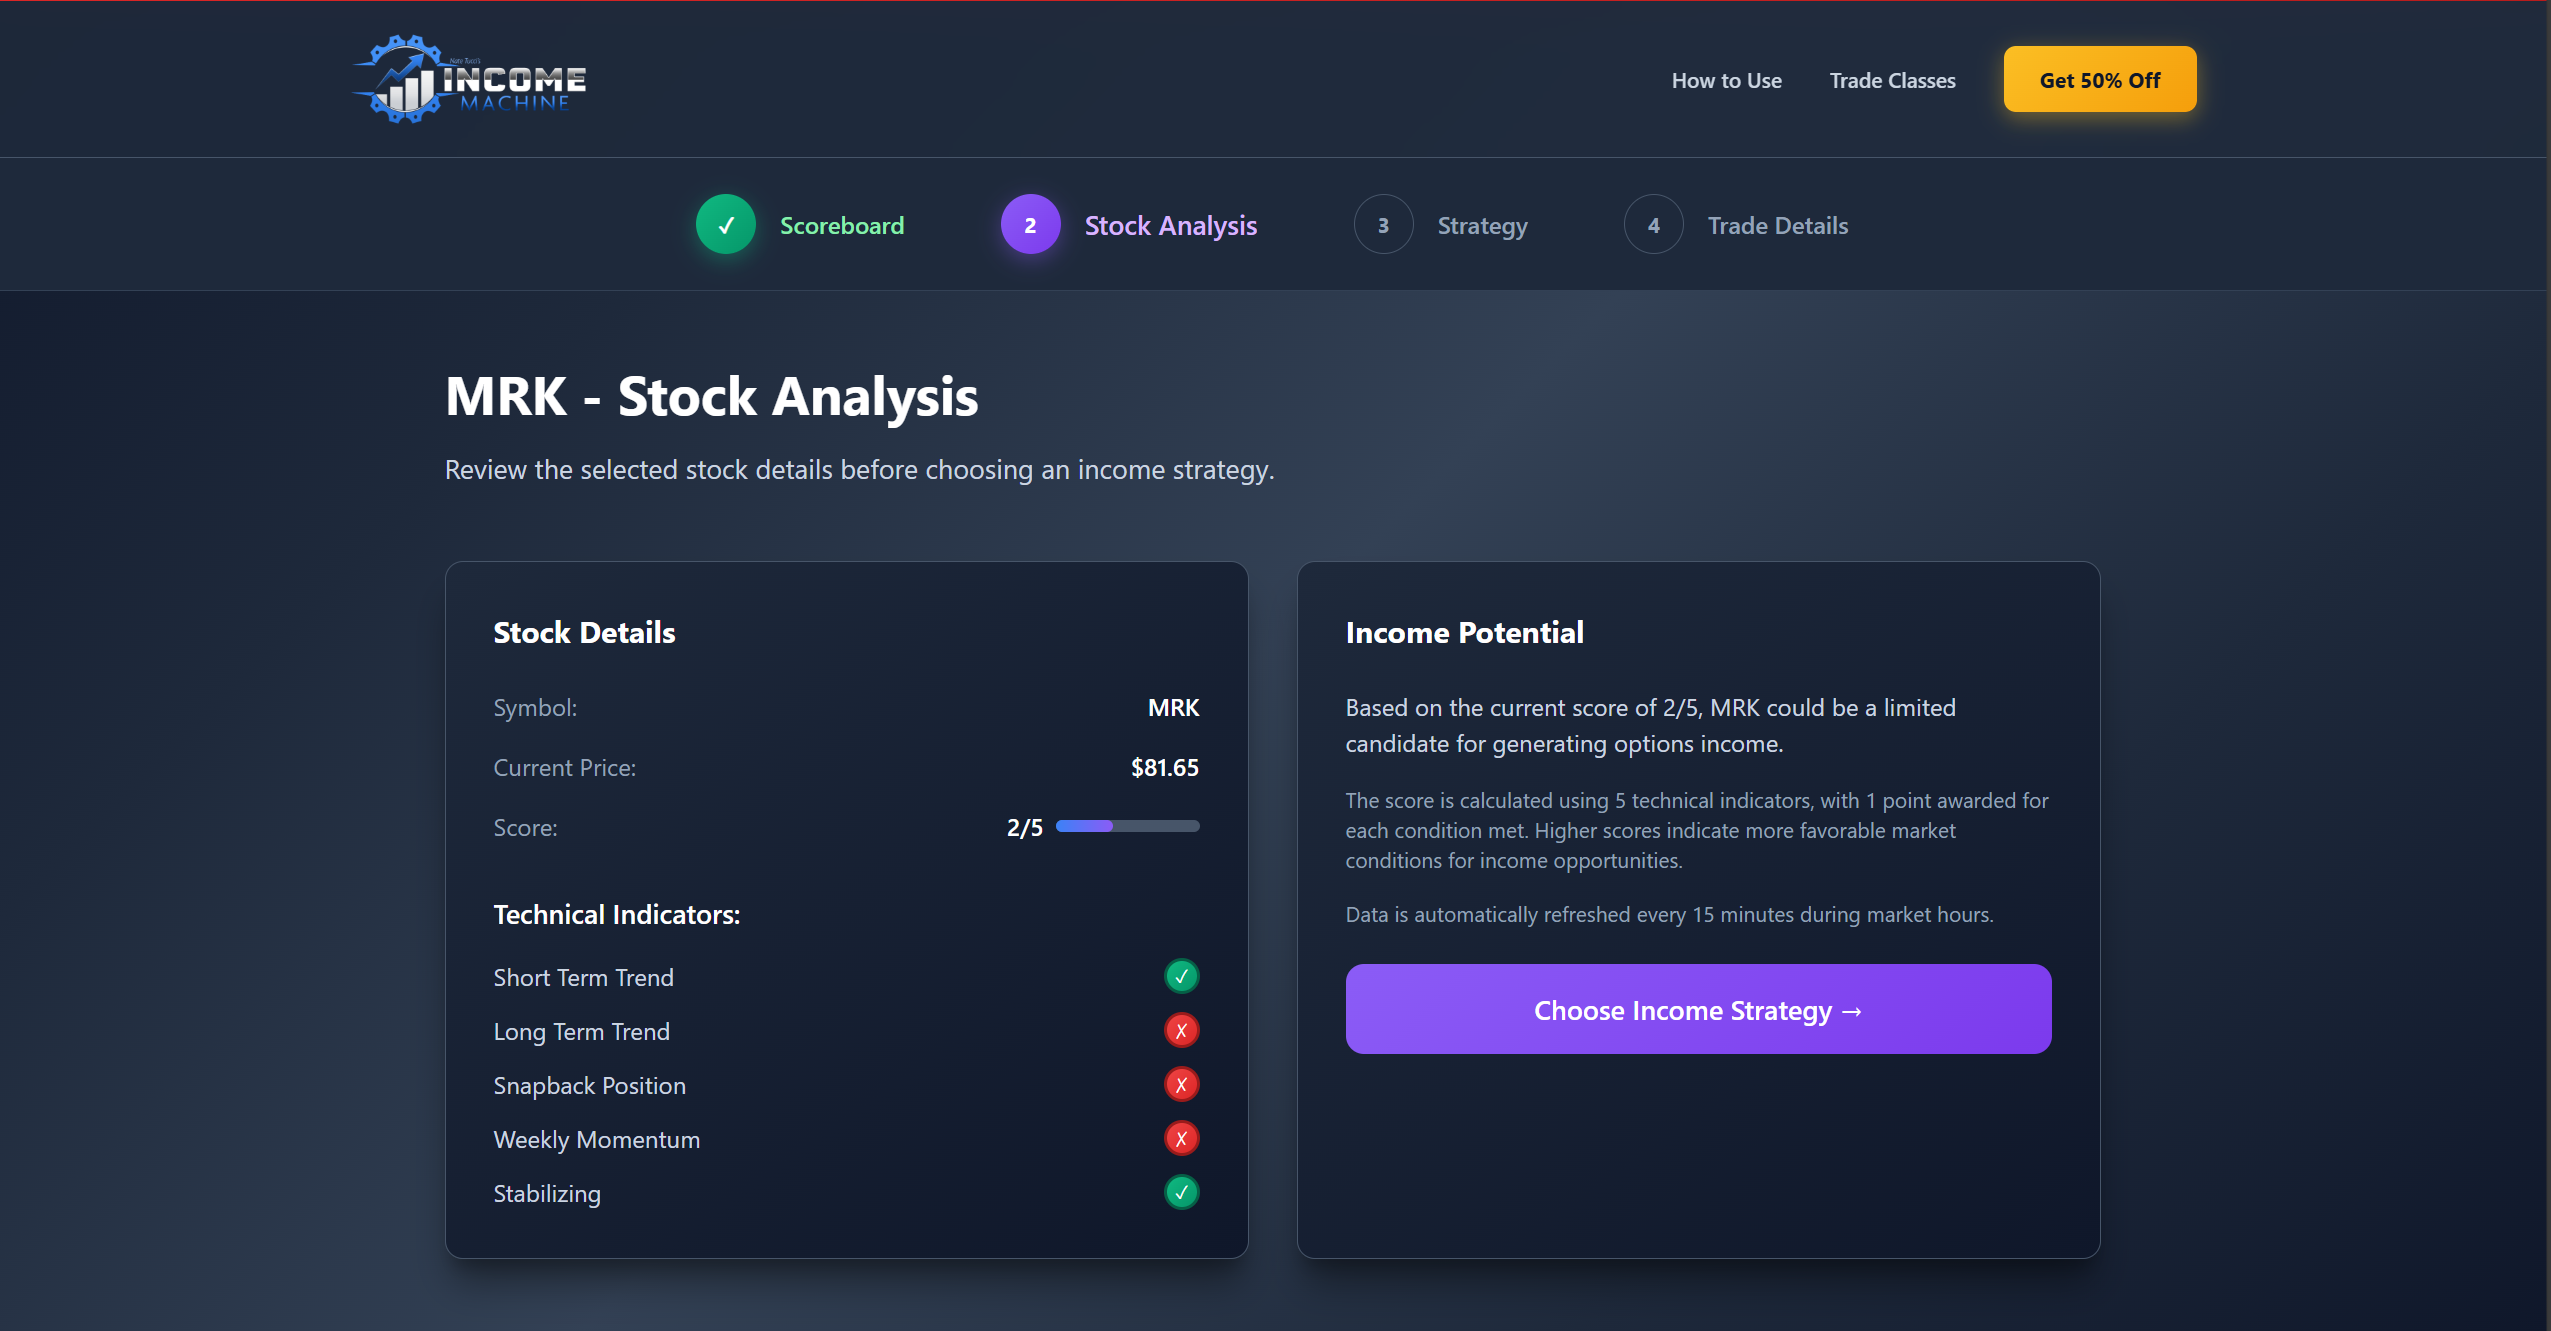 Nate Tucci's
INCOME
MACHINE
How to Use
Trade Classes
Get 50% Off
✓ Scoreboard
2 Stock Analysis
3 Strategy
4 Trade Details
MRK - Stock Analysis
Review the selected stock details before choosing an income strategy.
Stock Details
Symbol: MRK
Current Price: $81.65
Score: 2/5
Technical Indicators:
Short Term Trend ✓
Long Term Trend ✗
Snapback Position ✗
Weekly Momentum ✗
Stabilizing ✓
Income Potential
Based on the current score of 2/5, MRK could be a limited
candidate for generating options income.
The score is calculated using 5 technical indicators, with 1 point awarded for
each condition met. Higher scores indicate more favorable market
conditions for income opportunities.
Data is automatically refreshed every 15 minutes during market hours.
Choose Income Strategy →